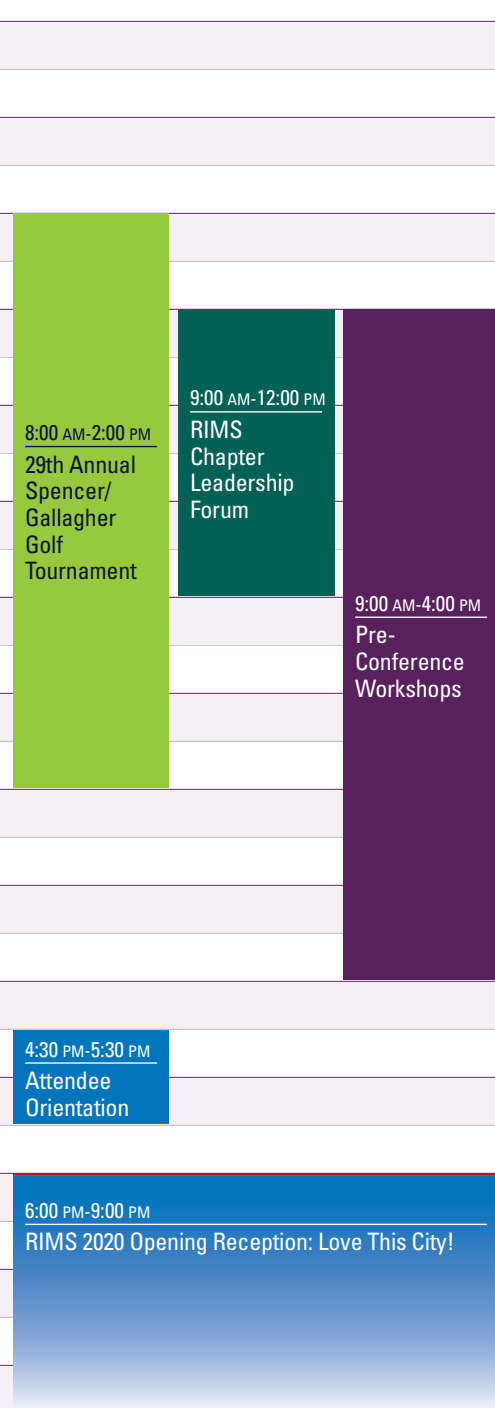 8:00 AM-2:00 PM
29th Annual
Spencer/
Gallagher
Golf
Tournament
9:00 AM-12:00 PM
RIMS
Chapter
Leadership
Forum
9:00 AM-4:00 PM
Pre-
Conference
Workshops
4:30 PM-5:30 PM
Attendee
Orientation
6:00 PM-9:00 PM
RIMS 2020 Opening Reception: Love This City!